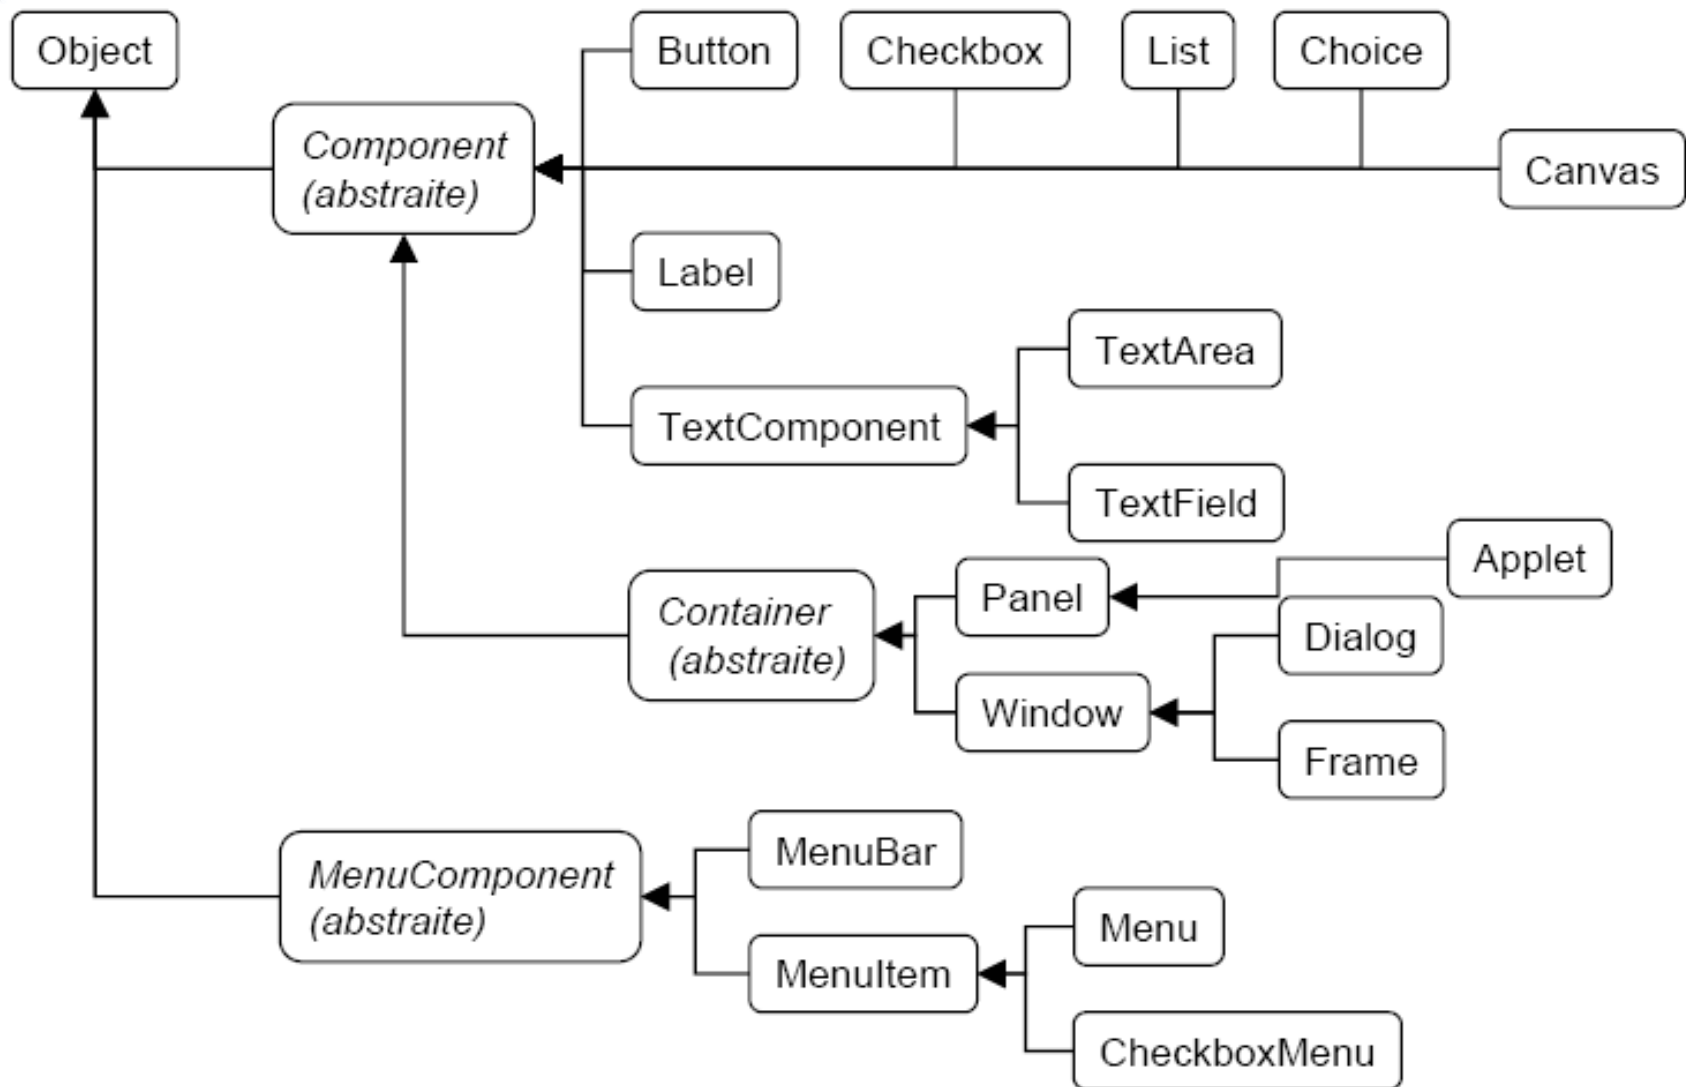 Object
Button
Checkbox
List
Choice
Component
(abstraite)
Canvas
Label
TextArea
TextComponent
TextField
Applet
Panel
Container
(abstraite)
Dialog
Window
Frame
MenuBar
MenuComponent
(abstraite)
Menu
MenuItem
CheckboxMenu